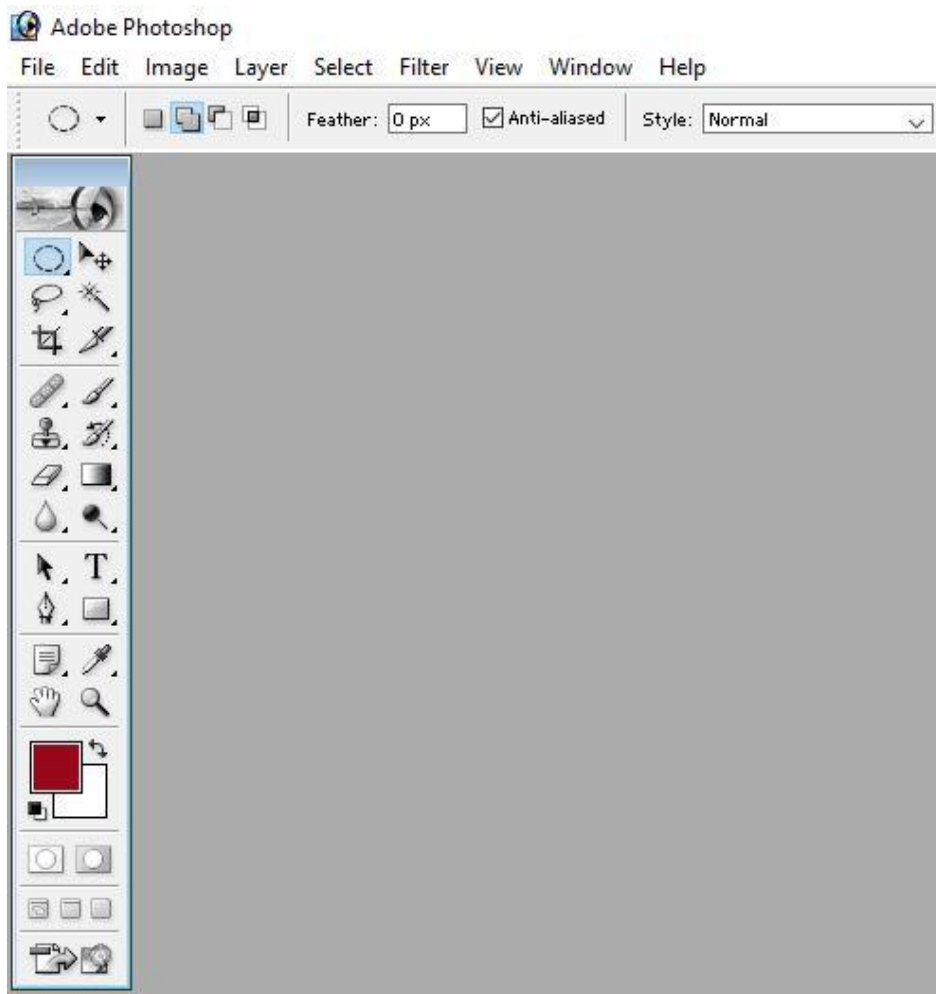 Adobe Photoshop
File Edit Image Layer Select Filter View Window Help
Feather: 0 px Anti-aliased Style: Normal
T